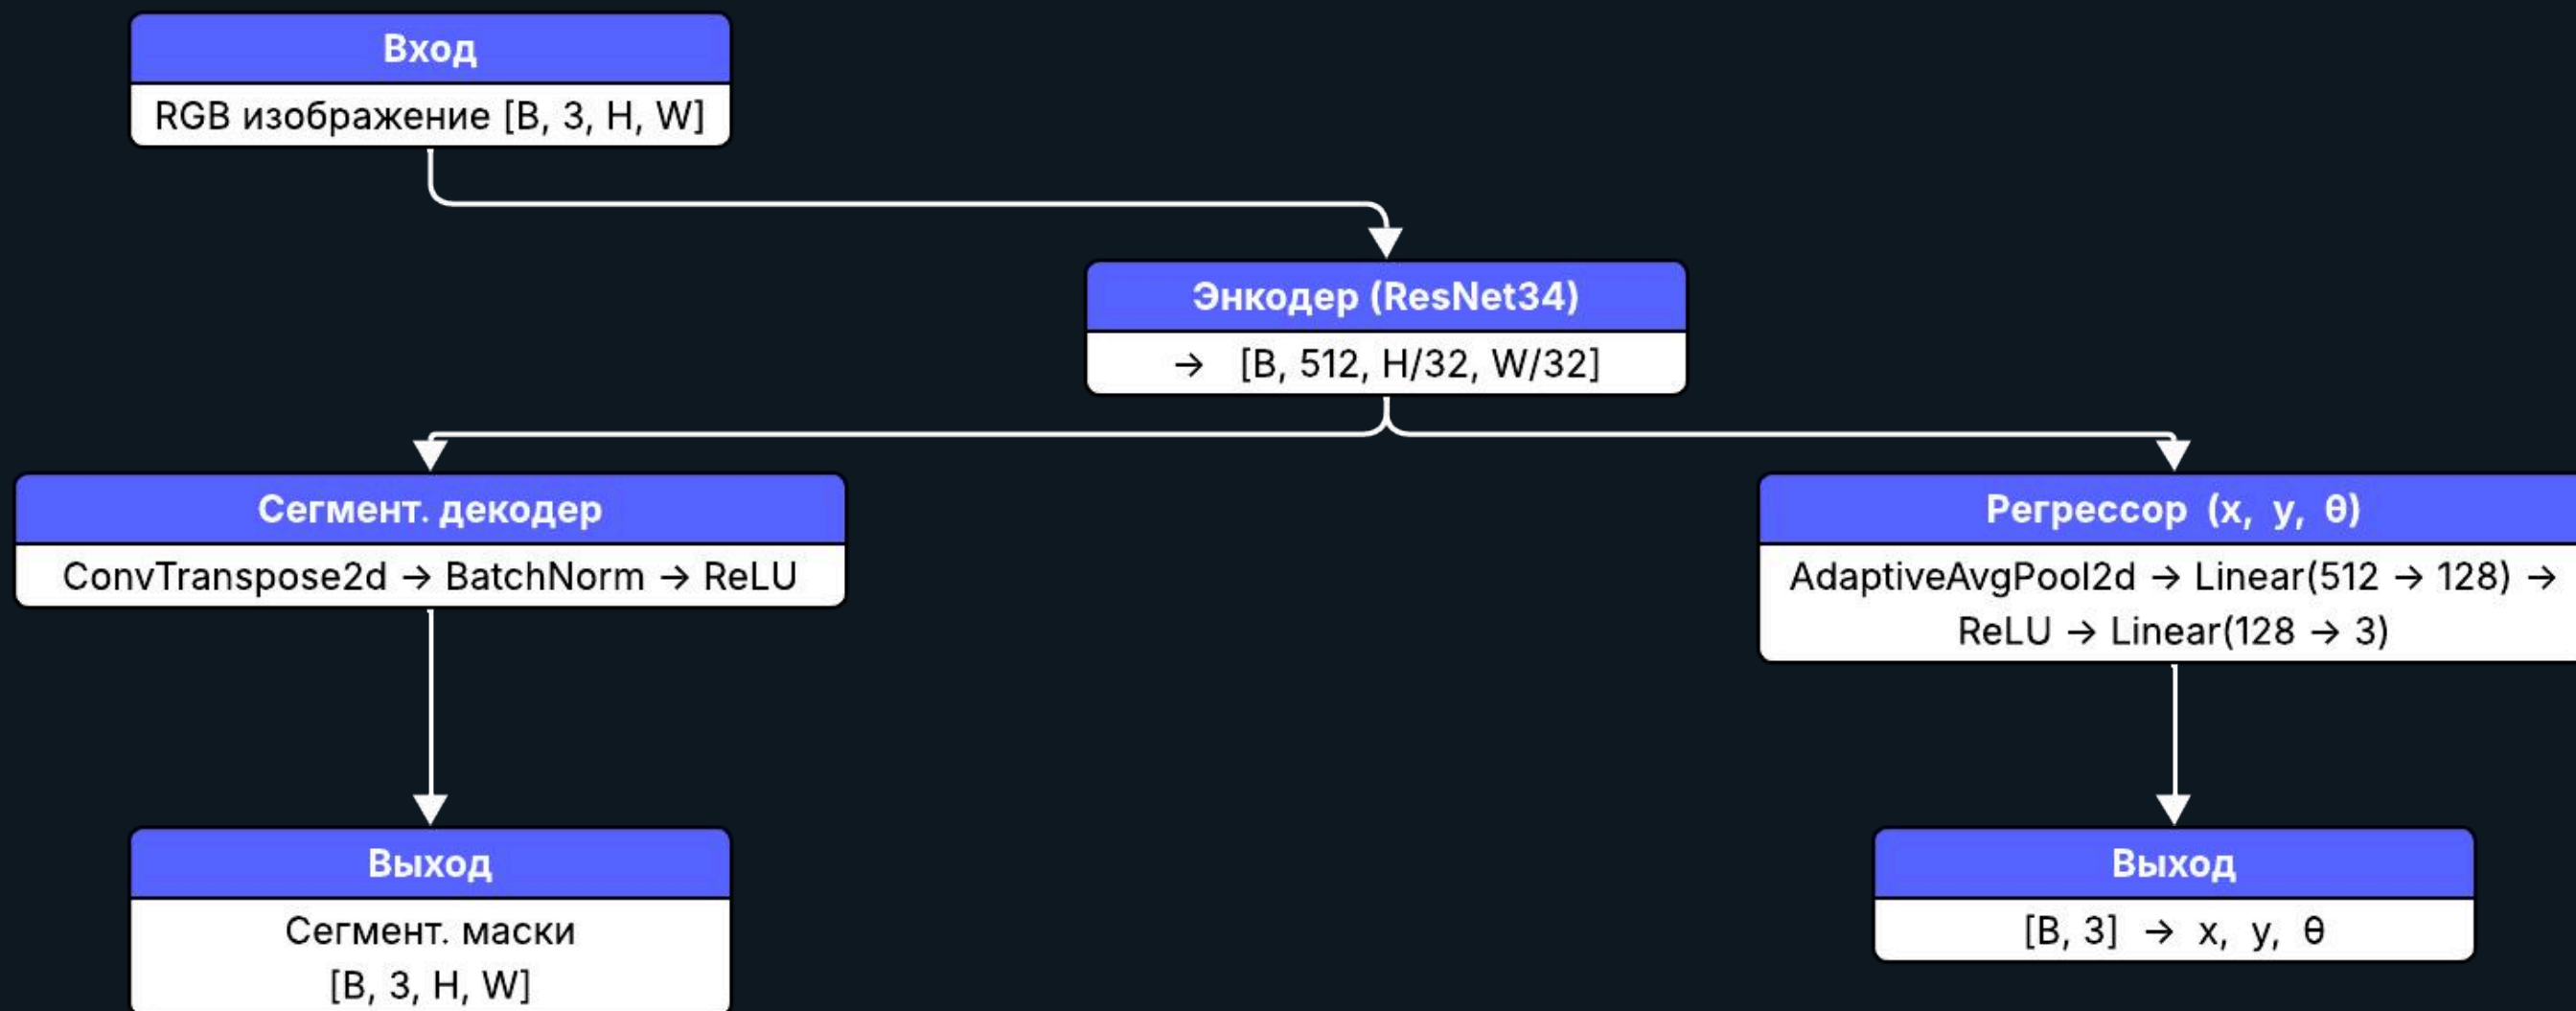 Вход
RGB изображение [B, 3, H, W]
Энкодер (ResNet34)
→ [B, 512, H/32, W/32]
Сегмент. декодер
ConvTranspose2d → BatchNorm → ReLU
Регрессор (x, y, θ)
AdaptiveAvgPool2d → Linear(512 → 128) →
ReLU → Linear(128 → 3)
Выход
Сегмент. маски
[B, 3, H, W]
Выход
[B, 3] → x, y, θ